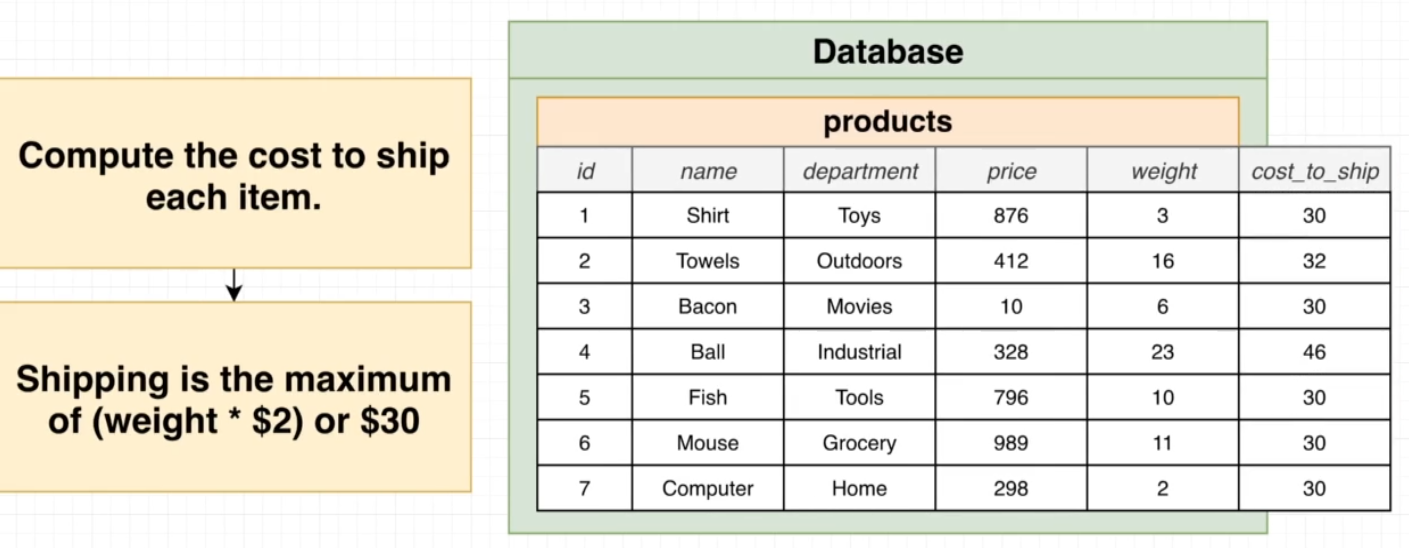 Compute the cost to ship
each item.
Shipping is the maximum
of (weight * $2) or $30
Database
products
id name department price weight cost_to_ship
1 Shirt Toys 876 3 30
2 Towels Outdoors 412 16 32
3 Bacon Movies 10 6 30
4 Ball Industrial 328 23 46
5 Fish Tools 796 10 30
6 Mouse Grocery 989 11 30
7 Computer Home 298 2 30